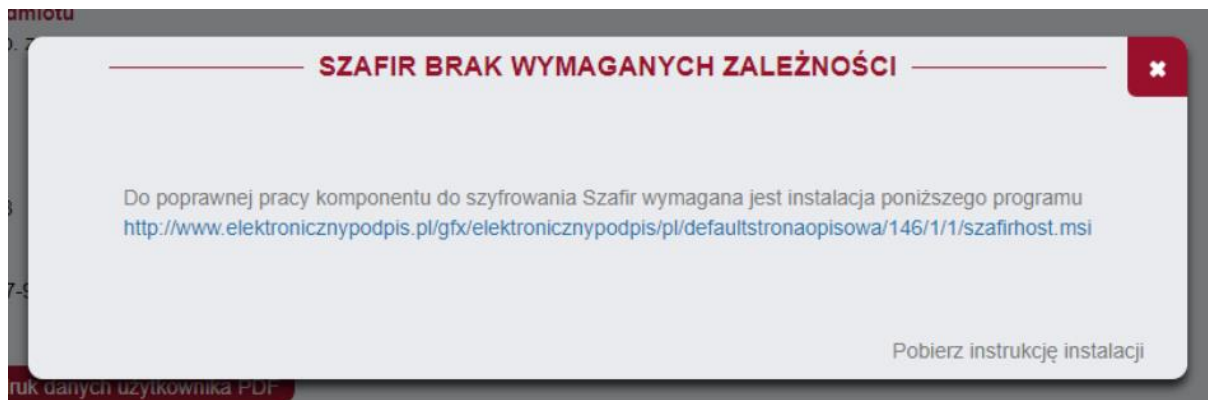 SZAFIR BRAK WYMAGANYCH ZALEŻNOŚCI
Do poprawnej pracy komponentu do szyfrowania Szafir wymagana jest instalacja poniższego programu
http://www.elektronicznypodpis.pl/gfx/elektronicznypodpis/pl/defaultstronaopisowa/146/1/1/szafirhost.msi
Pobierz instrukcję instalacji
danych użytkownika PDF